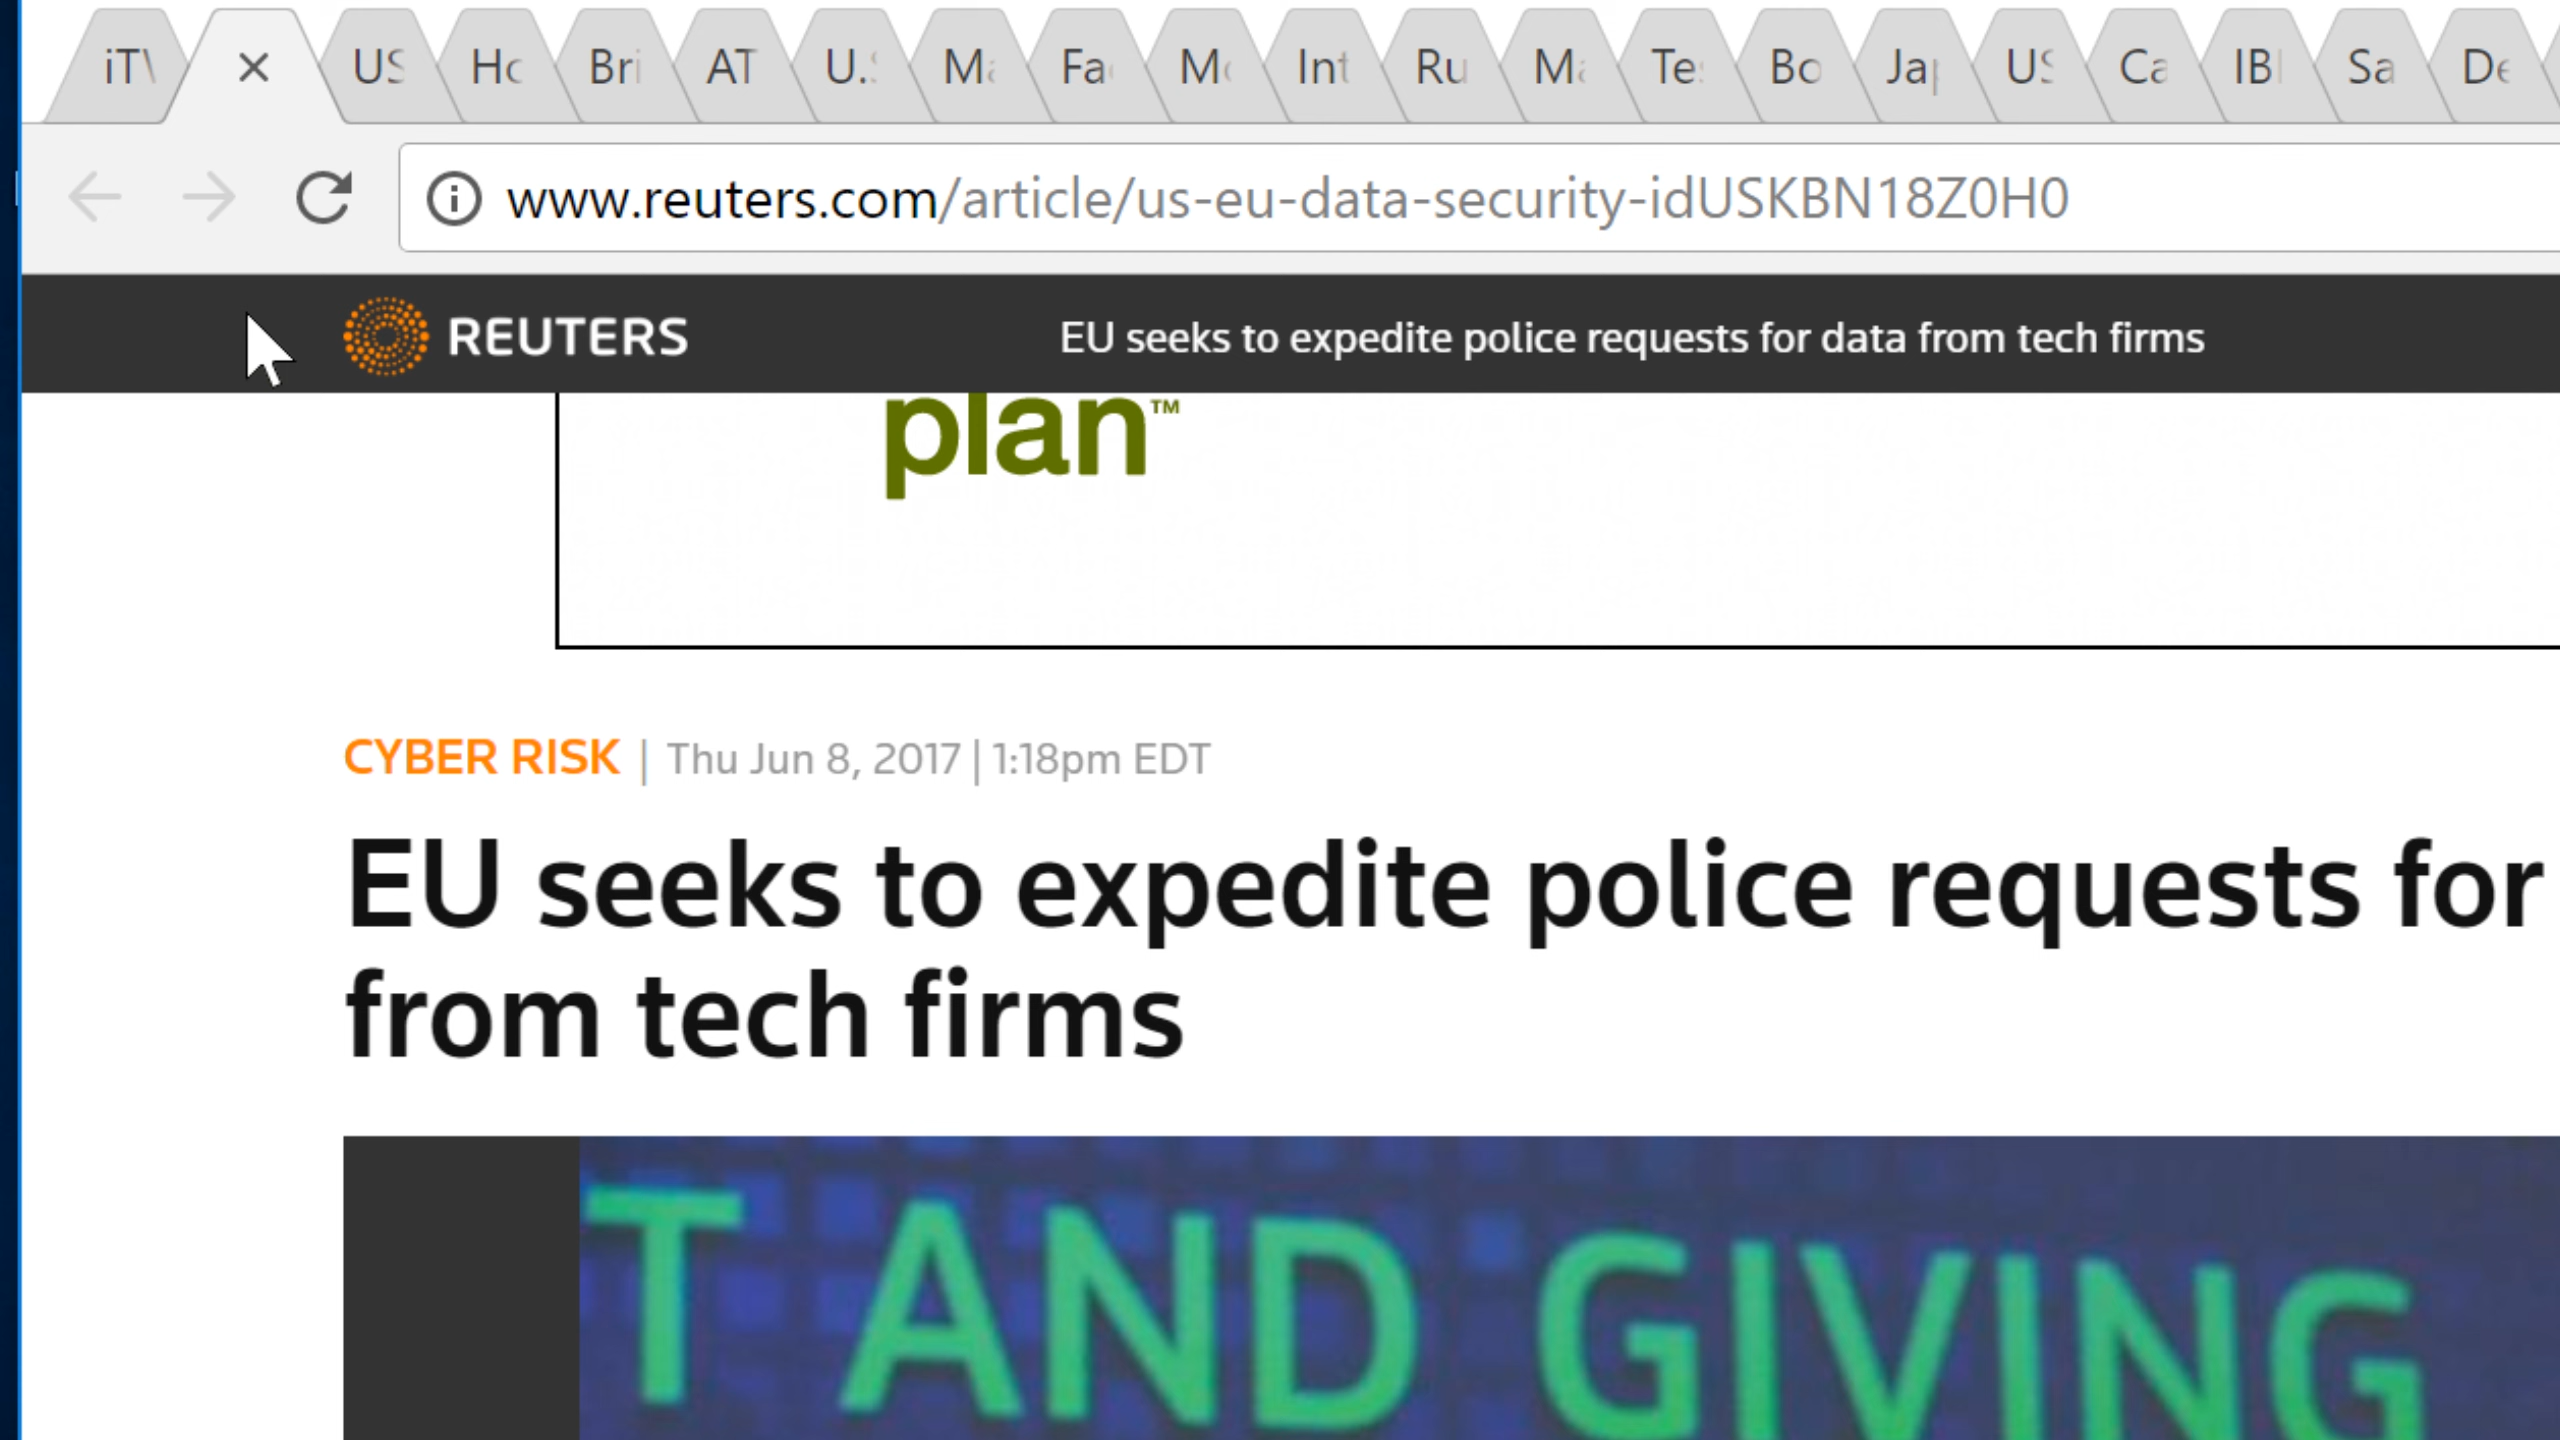 iT US Ho Bri AT U.S Ma Fa Mo Int Ru Ma Te Bo Ja US Ca IB Sa De
www.reuters.com/article/us-eu-data-security-idUSKBN18Z0H0
REUTERS EU seeks to expedite police requests for data from tech firms
plan™
CYBER RISK | Thu Jun 8, 2017 | 1:18pm EDT
EU seeks to expedite police requests for
from tech firms
T AND GIVING